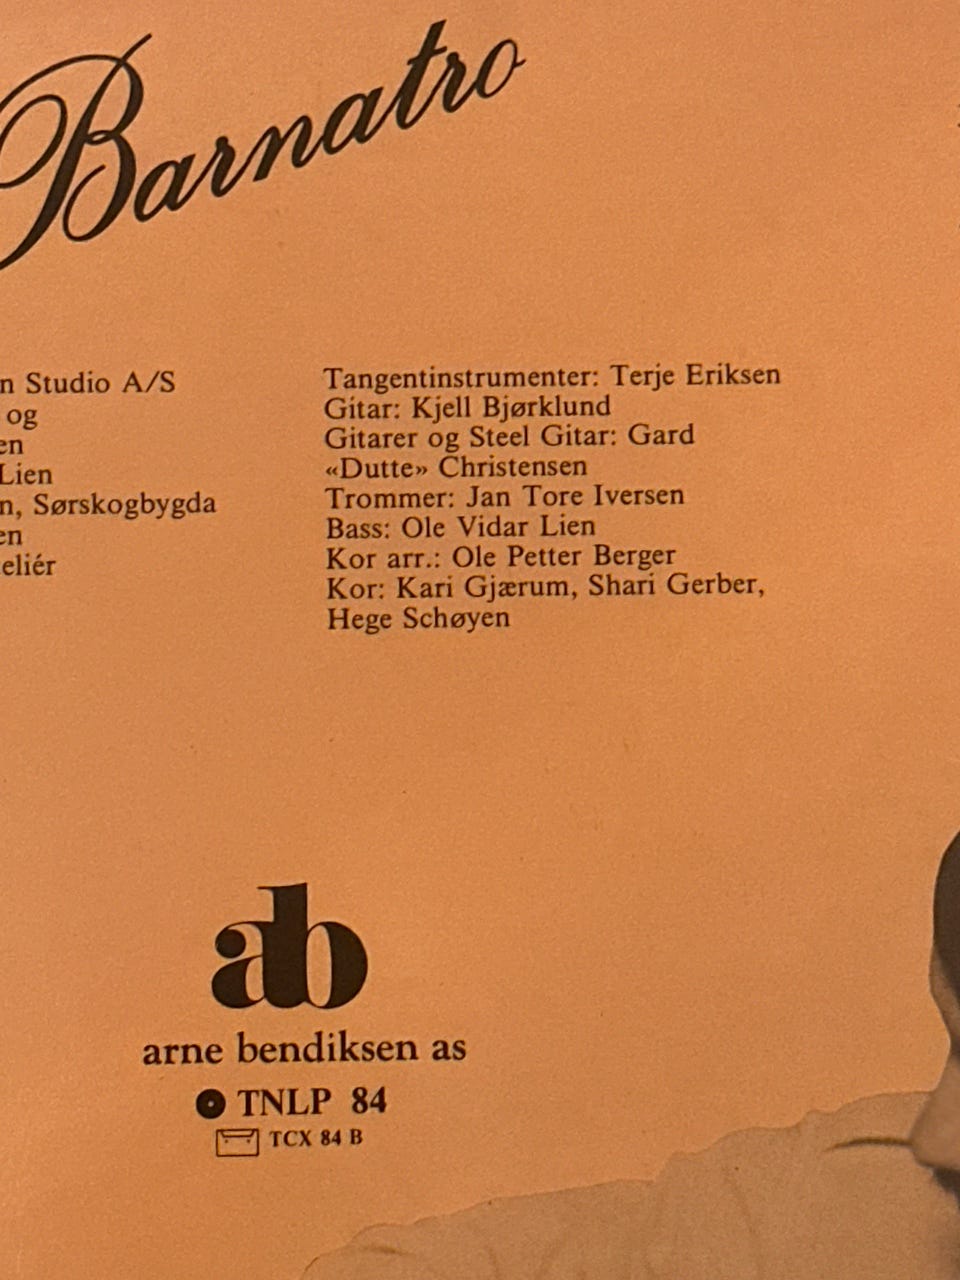 Barnatro
n Studio A/S
og
en
Lien
n, Sørskogbygda
en
eliér
Tangentinstrumenter: Terje Eriksen
Gitar: Kjell Bjørklund
Gitarer og Steel Gitar: Gard
«Dutte» Christensen
Trommer: Jan Tore Iversen
Bass: Ole Vidar Lien
Kor arr.: Ole Petter Berger
Kor: Kari Gjærum, Shari Gerber,
Hege Schøyen
ab
arne bendiksen as
TNLP 84
TCX 84 B